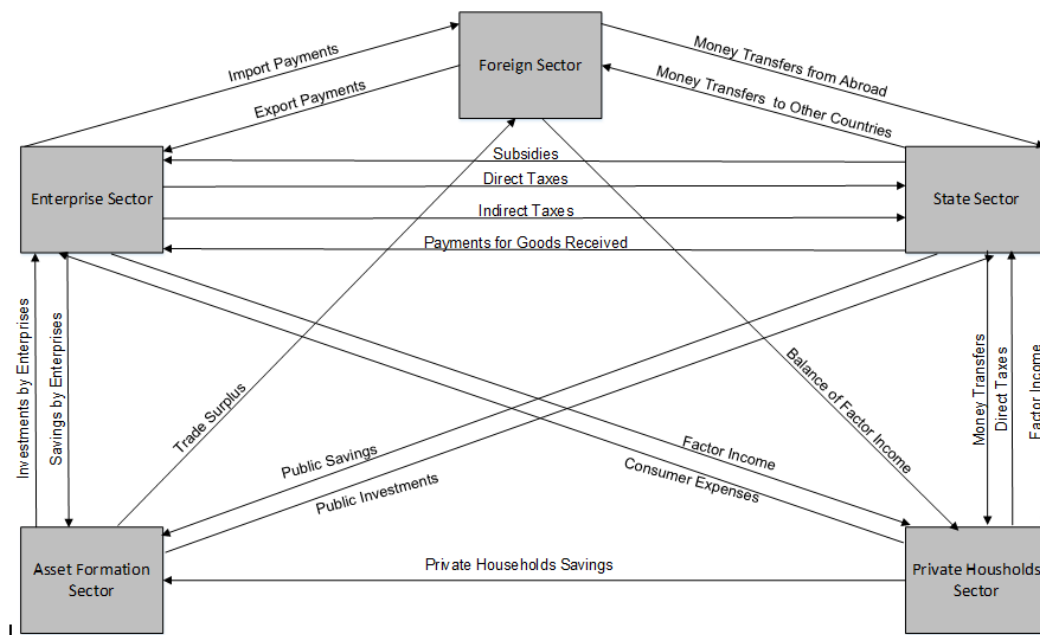 Import Payments
Foreign Sector
Money Transfers from Abroad
Export Payments
Money Transfers to Other Countries
Enterprise Sector
Subsidies
Direct Taxes
Indirect Taxes
Payments for Goods Received
State Sector
Investments by Enterprises
Savings by Enterprises
Trade Surplus
Public Savings
Public Investments
Balance of Factor Income
Factor Income
Consumer Expenses
Money Transfers
Direct Taxes
Factor Income
Asset Formation
Sector
Private Households Savings
Private Housholds
Sector